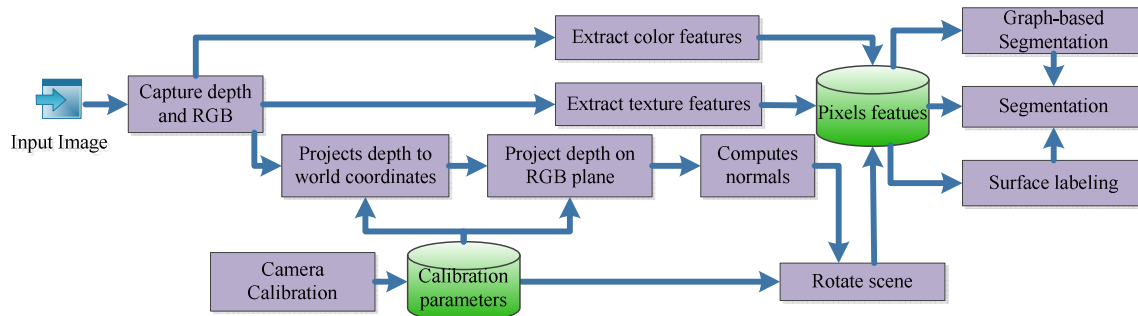 Input Image
Capture depth
and RGB
Extract color features
Extract texture features
Projects depth to
world coordinates
Project depth on
RGB plane
Computes
normals
Camera
Calibration
Calibration
parameters
Rotate scene
Pixels featues
Graph-based
Segmentation
Segmentation
Surface labeling